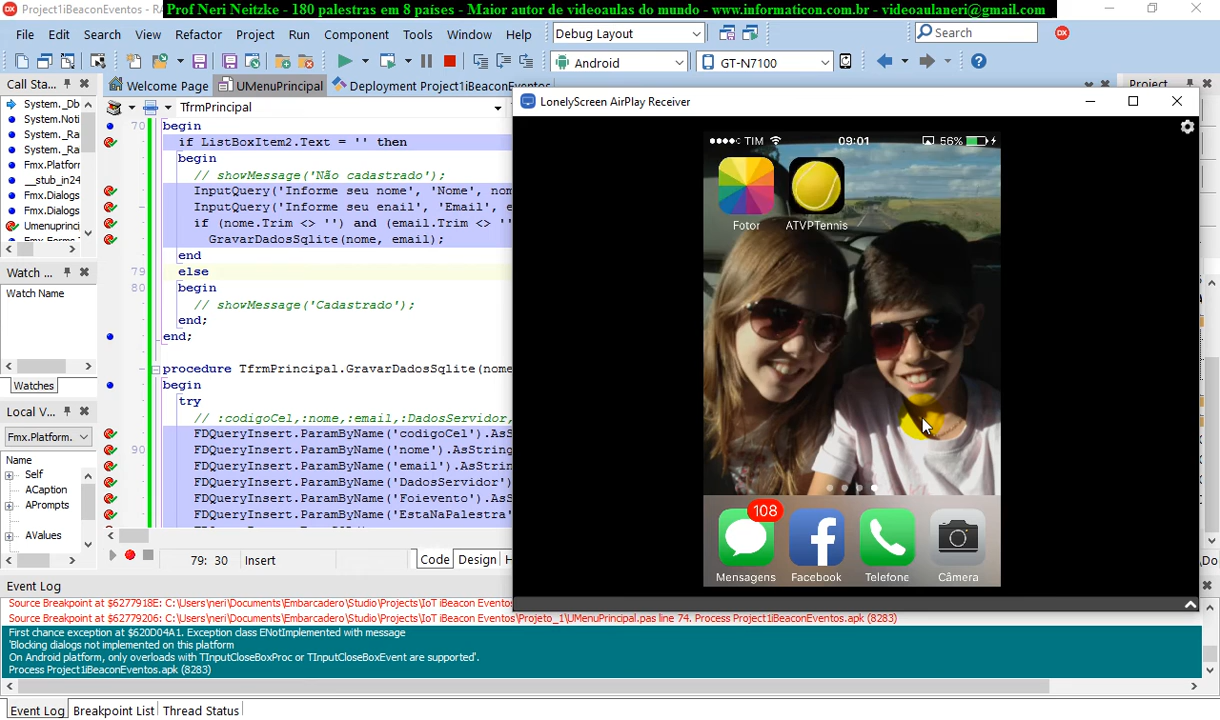 Project1iBeaconEventos - RA
Prof Neri Neitzke - 180 palestras em 8 países - Maior autor de videoaulas do mundo - www.informaticon.com.br - videoaulaneri@gmail.com
File Edit Search View Refactor Project Run Component Tools Window Help
Debug Layout
Search
Android
GT-N7100
Call Sta...
Welcome Page
UMenuPrincipal
Deployment Project1iBeaconEventos
Project...
TfrmPrincipal
System._Db
System.Noti
System._Ra
System._Ra
Fmx.Platforr
__stub_in24
Fmx.Dialogs
Fmx.Dialogs
Umenuprinci
Watch ...
Watch Name
Watches
Local V...
Fmx.Platform.
Name
Self
ACaption
APrompts
AValues
70 begin
if ListBoxItem2.Text = '' then
begin
// showMessage('Não cadastrado');
InputQuery('Informe seu nome', 'Nome', nom
InputQuery('Informe seu enail', 'Email', e
if (nome.Trim <> '') and (email.Trim <> ''
GravarDadosSqlite(nome, email);
end
79 else
80 begin
// showMessage('Cadastrado');
end;
end;
procedure TfrmPrincipal.GravarDadosSqlite(nome
begin
try
// :codigoCel,:nome,:email,:DadosServidor,
FDQueryInsert.ParamByName('codigoCel').AsS
90 FDQueryInsert.ParamByName('nome').AsString
FDQueryInsert.ParamByName('email').AsStrin
FDQueryInsert.ParamByName('DadosServidor')
FDQueryInsert.ParamByName('Foievento').AsS
FDQueryInsert.ParamByName('EstaNaPalestra'
79: 30 Insert
Code Design H
LonelyScreen AirPlay Receiver
TIM 09:01 56%
Fotor
ATVPTennis
108
Mensagens
Facebook
Telefone
Câmera
Event Log
Source Breakpoint at $6277918E: C:\Users\neri\Documents\Embarcadero\Studio\Projects\IoT iBeacon Eventos
Source Breakpoint at $62779206: C:\Users\neri\Documents\Embarcadero\Studio\Projects\IoT iBeacon Eventos\Projeto_1\UMenuPrincipal.pas line 74. Process Project1iBeaconEventos.apk (8283)
First chance exception at $620D04A1. Exception class ENotImplemented with message
'Blocking dialogs not implemented on this platform
On Android platform, only overloads with TInputCloseBoxProc or TInputCloseBoxEvent are supported'.
Process Project1iBeaconEventos.apk (8283)
Event Log Breakpoint List Thread Status